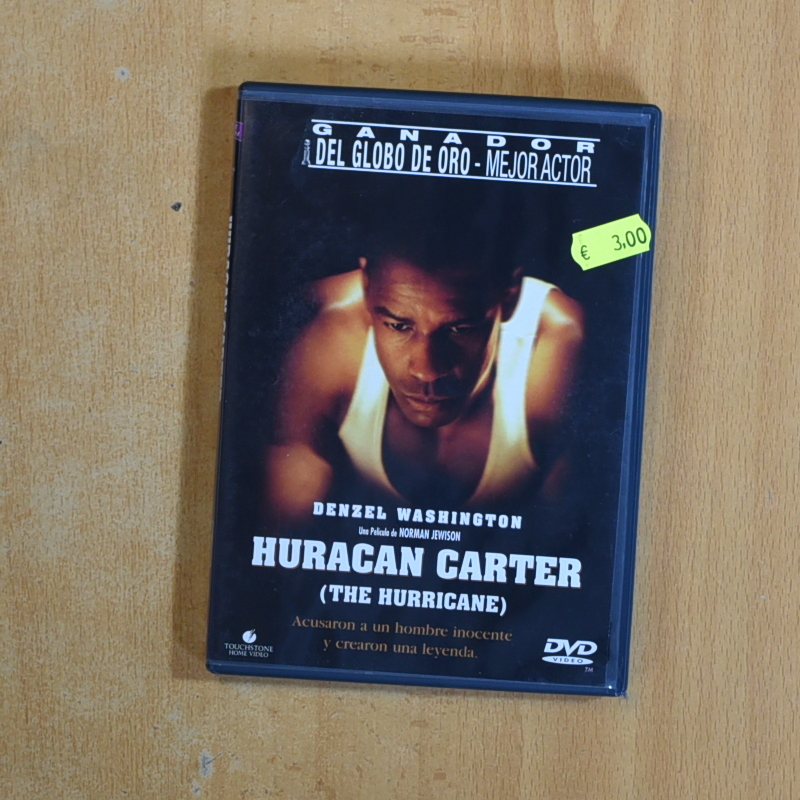 GANADOR
DEL GLOBO DE ORO - MEJOR ACTOR
€ 3,00
DENZEL WASHINGTON
Una Película de NORMAN JEWISON
HURACAN CARTER
(THE HURRICANE)
Acusaron a un hombre inocente
y crearon una leyenda.
TOUCHSTONE
HOME VIDEO
DVD
VIDEO
TM